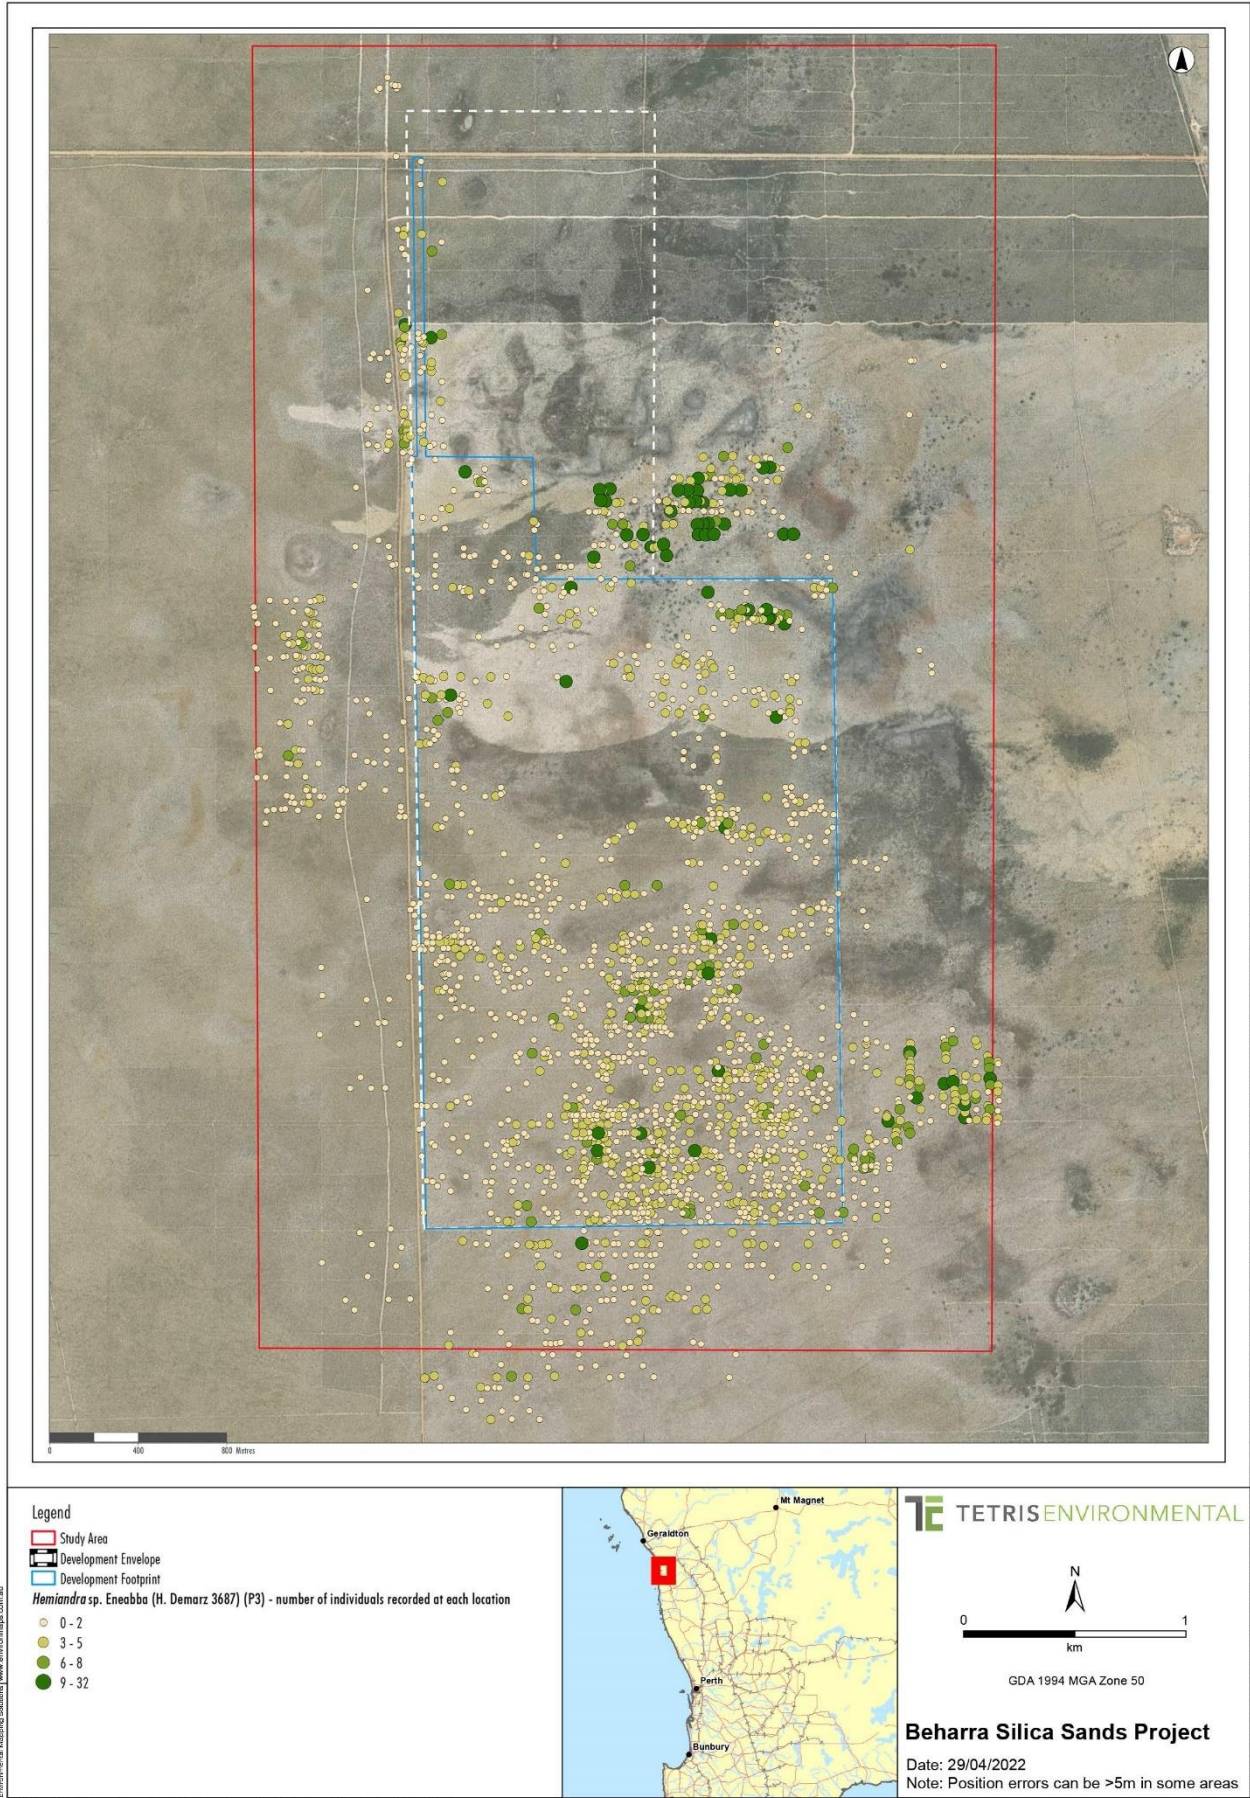 0 400 800 Metres
Legend
Study Area
Development Envelope
Development Footprint
Hemiandra sp. Eneabba (H. Demarz 3687) (P3) - number of individuals recorded at each location
0 - 2
3 - 5
6 - 8
9 - 32
Mt Magnet
Geraldton
Perth
Bunbury
TE TETRIS ENVIRONMENTAL
N
0 1
km
GDA 1994 MGA Zone 50
Beharra Silica Sands Project
Date: 29/04/2022
Note: Position errors can be >5m in some areas